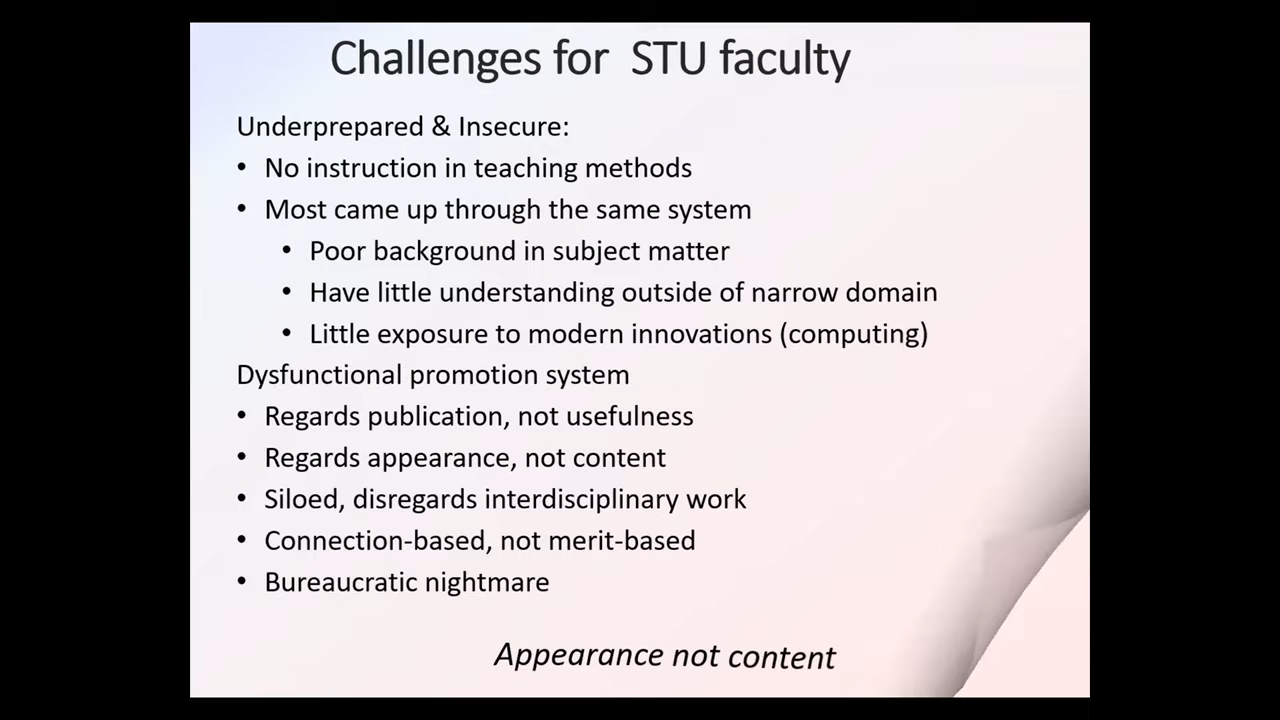 Challenges for  STU faculty
Underprepared & Insecure:
• No instruction in teaching methods
• Most came up through the same system
• Poor background in subject matter
• Have little understanding outside of narrow domain
• Little exposure to modern innovations (computing)
Dysfunctional promotion system
• Regards publication, not usefulness
• Regards appearance, not content
• Siloed, disregards interdisciplinary work
• Connection-based, not merit-based
• Bureaucratic nightmare
Appearance not content